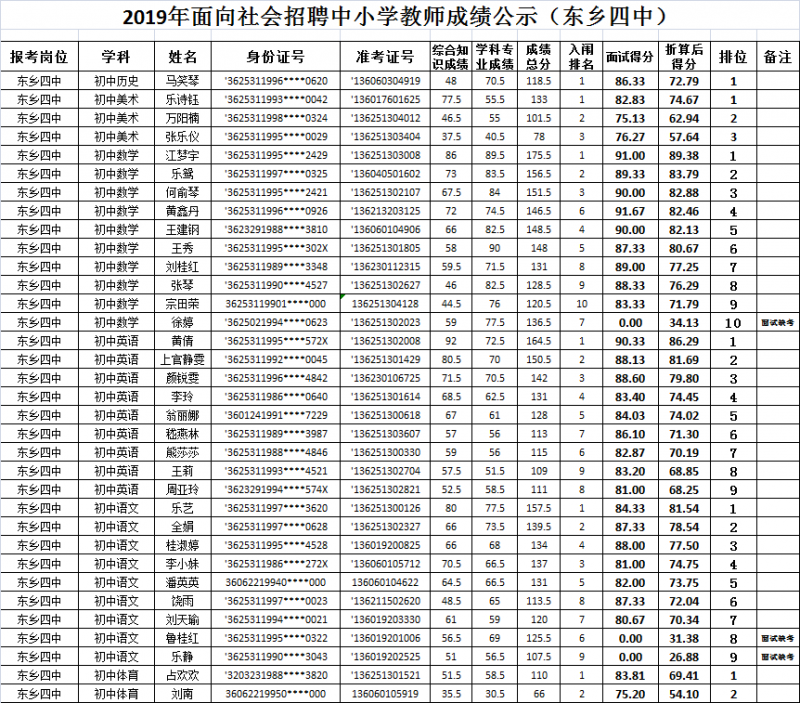 2019年面向社会招聘中小学教师成绩公示（东乡四中）
报考岗位 学科 姓名 身份证号 准考证号 综合知识成绩 学科专业成绩 成绩总分 入闱排名 面试得分 折算后得分 排位 备注
东乡四中 初中历史 马笑琴 '3625311996****0620 '136060304919 48 70.5 118.5 1 86.33 72.79 1
东乡四中 初中美术 乐诗钰 '3625311993****0042 '136017601625 77.5 55.5 133 1 82.83 74.67 1
东乡四中 初中美术 万阳楠 '3625311998****0324 '136251304012 46.5 55 101.5 2 75.13 62.94 2
东乡四中 初中美术 张乐仪 '3625311995****0029 '136251303404 37.5 40.5 78 3 76.27 57.64 3
东乡四中 初中数学 江梦宇 '3625311995****2429 '136251303008 86 89.5 175.5 1 91.00 89.38 1
东乡四中 初中数学 乐鸳 '3625311997****0325 '136040501602 73 83.5 156.5 2 89.33 83.79 2
东乡四中 初中数学 何俞琴 '3625311995****2421 '136251302107 67.5 84 151.5 3 90.00 82.88 3
东乡四中 初中数学 黄鑫丹 '3625311996****0926 '136213203125 72 74.5 146.5 6 91.67 82.46 4
东乡四中 初中数学 王建钢 '3623291988****3810 '136060104906 66 82.5 148.5 4 90.00 82.13 5
东乡四中 初中数学 王秀 '3625311995****302X '136251301805 58 90 148 5 87.33 80.67 6
东乡四中 初中数学 刘桂红 '3625311989****3348 '136230112315 59.5 71.5 131 8 89.00 77.25 7
东乡四中 初中数学 张琴 '3625311990****4527 '136251302627 46 82.5 128.5 9 88.33 76.29 8
东乡四中 初中数学 宗田荣 36253119901****000 136251304128 44.5 76 120.5 10 83.33 71.79 9
东乡四中 初中数学 徐婷 '3625021994****0623 '136251302023 59 77.5 136.5 7 0.00 34.13 10 面试缺考
东乡四中 初中英语 黄倩 '3625311995****572X '136251302008 92 72.5 164.5 1 90.33 86.29 1
东乡四中 初中英语 上官静雯 '3625311992****0045 '136251301429 80.5 70 150.5 2 88.13 81.69 2
东乡四中 初中英语 颜锐雯 '3625311996****4842 '136230106725 71.5 70.5 142 3 88.60 79.80 3
东乡四中 初中英语 李玲 '3625311986****0640 '136251301614 68.5 62.5 131 4 83.40 74.45 4
东乡四中 初中英语 翁丽娜 '3601241991****7229 '136251300618 67 61 128 5 84.03 74.02 5
东乡四中 初中英语 嵇燕林 '3625311989****3987 '136251303607 57 56 113 7 86.10 71.30 6
东乡四中 初中英语 熊莎莎 '3625311988****4846 '136251300330 59 56 115 6 82.87 70.19 7
东乡四中 初中英语 王莉 '3625311993****4521 '136251302704 57.5 51.5 109 9 83.20 68.85 8
东乡四中 初中英语 周亚玲 '3623291994****574X '136251302821 52.5 58.5 111 8 81.00 68.25 9
东乡四中 初中语文 乐艺 '3625311997****3620 '136251300126 80 77.5 157.5 1 84.33 81.54 1
东乡四中 初中语文 全娟 '3625311997****0628 '136251302327 66 73.5 139.5 2 87.33 78.54 2
东乡四中 初中语文 桂淑婷 '3625311995****4528 '136019200825 66 68 134 4 88.00 77.50 3
东乡四中 初中语文 李小妹 '3625311986****272X '136060105712 70.5 66.5 137 3 81.00 74.75 4
东乡四中 初中语文 潘英英 36062219940****000 136060104622 64.5 66.5 131 5 82.00 73.75 5
东乡四中 初中语文 饶雨 '3625311997****0023 '136211502620 48.5 65 113.5 8 87.33 72.04 6
东乡四中 初中语文 刘天瑜 '3625311994****0021 '136019203330 61 59 120 7 80.67 70.34 7
东乡四中 初中语文 鲁桂红 '3625311995****0322 '136019201006 56.5 69 125.5 6 0.00 31.38 8 面试缺考
东乡四中 初中语文 乐静 '3625311990****3043 '136019202525 51 56.5 107.5 9 0.00 26.88 9 面试缺考
东乡四中 初中体育 占欢欢 '3203231988****3820 '136251301521 51.5 58.5 110 1 83.81 69.41 1
东乡四中 初中体育 刘南 36062219950****000 136060105919 35.5 30.5 66 2 75.20 54.10 2